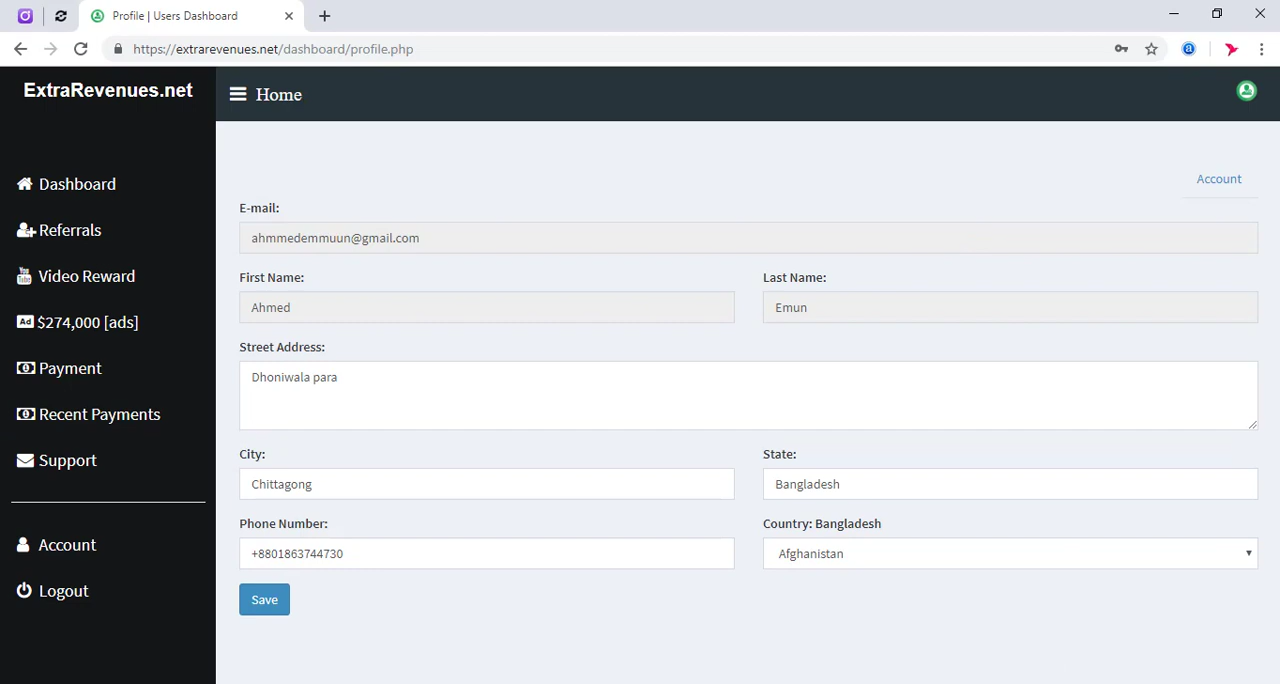 Profile | Users Dashboard
https://extrarevenues.net/dashboard/profile.php
ExtraRevenues.net
Home
Dashboard
Referrals
Video Reward
Ad $274,000 [ads]
Payment
Recent Payments
Support
Account
Logout
Account
E-mail:
ahmmedemmuun@gmail.com
First Name:
Last Name:
Ahmed
Emun
Street Address:
Dhoniwala para
City:
State:
Chittagong
Bangladesh
Phone Number:
Country: Bangladesh
+8801863744730
Afghanistan
Save